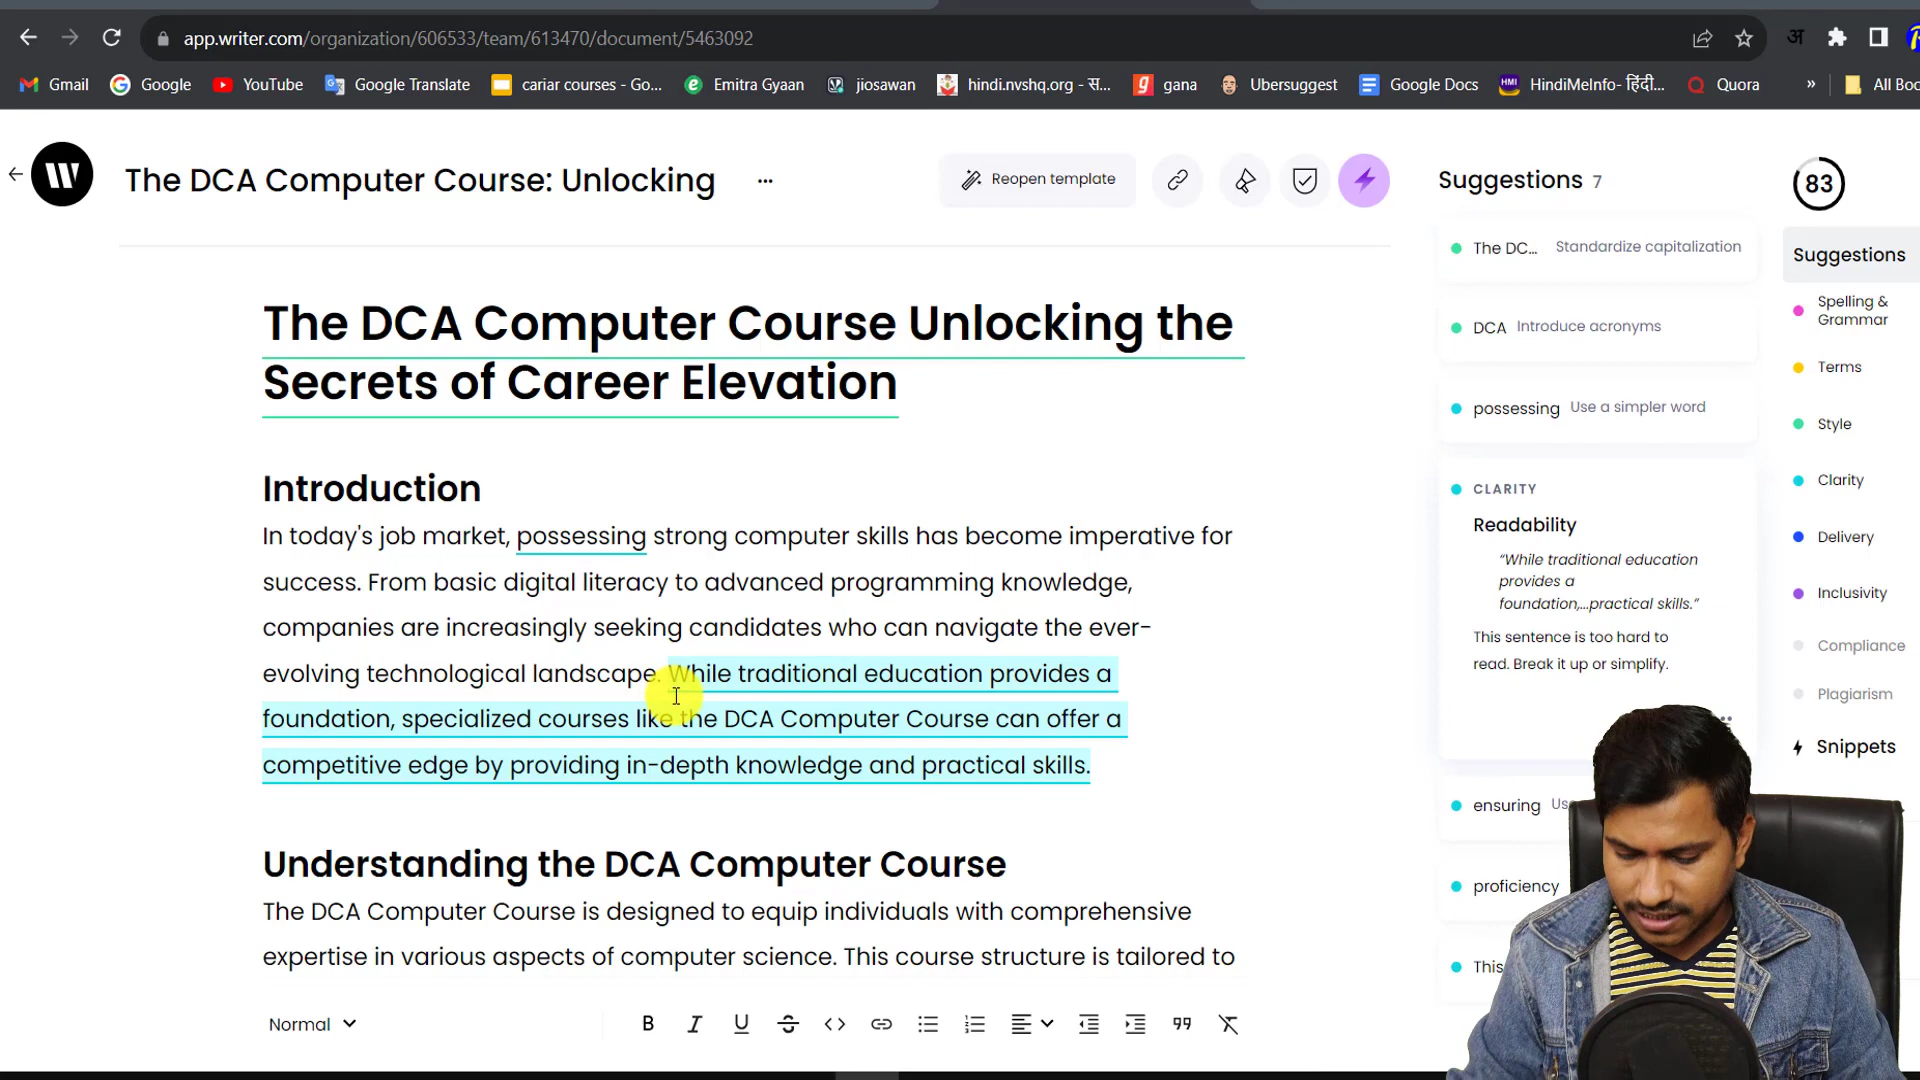 app.writer.com/organization/606533/team/613470/document/5463092
अ
Gmail
Google
YouTube
Google Translate
cariar courses - Go...
Emitra Gyaan
jiosawan
hindi.nvshq.org - स...
gana
Ubersuggest
Google Docs
HindiMeInfo- हिंदी...
Quora
»
All Boo
The DCA Computer Course: Unlocking
...
Reopen template
The DCA Computer Course Unlocking the
Secrets of Career Elevation
Introduction
In today's job market, possessing strong computer skills has become imperative for
success. From basic digital literacy to advanced programming knowledge,
companies are increasingly seeking candidates who can navigate the ever-
evolving technological landscape. While traditional education provides a
foundation, specialized courses like the DCA Computer Course can offer a
competitive edge by providing in-depth knowledge and practical skills.
Understanding the DCA Computer Course
The DCA Computer Course is designed to equip individuals with comprehensive
expertise in various aspects of computer science. This course structure is tailored to
Normal
Suggestions 7
The DC... Standardize capitalization
DCA Introduce acronyms
possessing Use a simpler word
CLARITY
Readability
“While traditional education
provides a
foundation,...practical skills.”
This sentence is too hard to
read. Break it up or simplify.
ensuring
proficiency
This
83
Suggestions
Spelling &
Grammar
Terms
Style
Clarity
Delivery
Inclusivity
Compliance
Plagiarism
Snippets